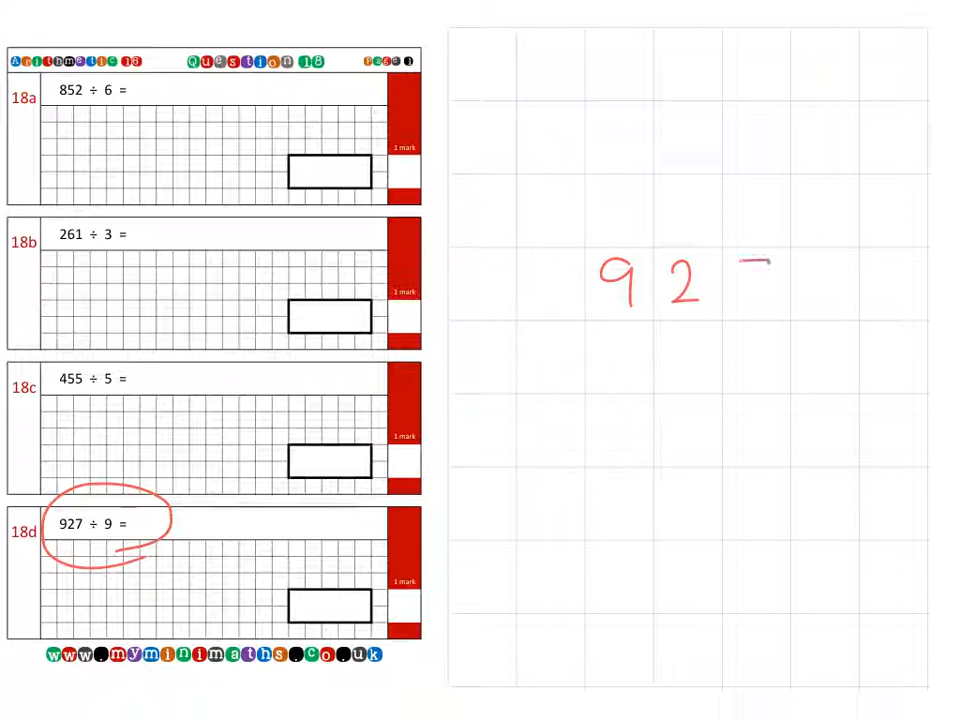 Arithmetic 16 Question 18 Page 1
18a 852 ÷ 6 =
1 mark
18b 261 ÷ 3 =
1 mark
18c 455 ÷ 5 =
1 mark
18d 927 ÷ 9 =
1 mark
www.myminimaths.co.uk
9 2